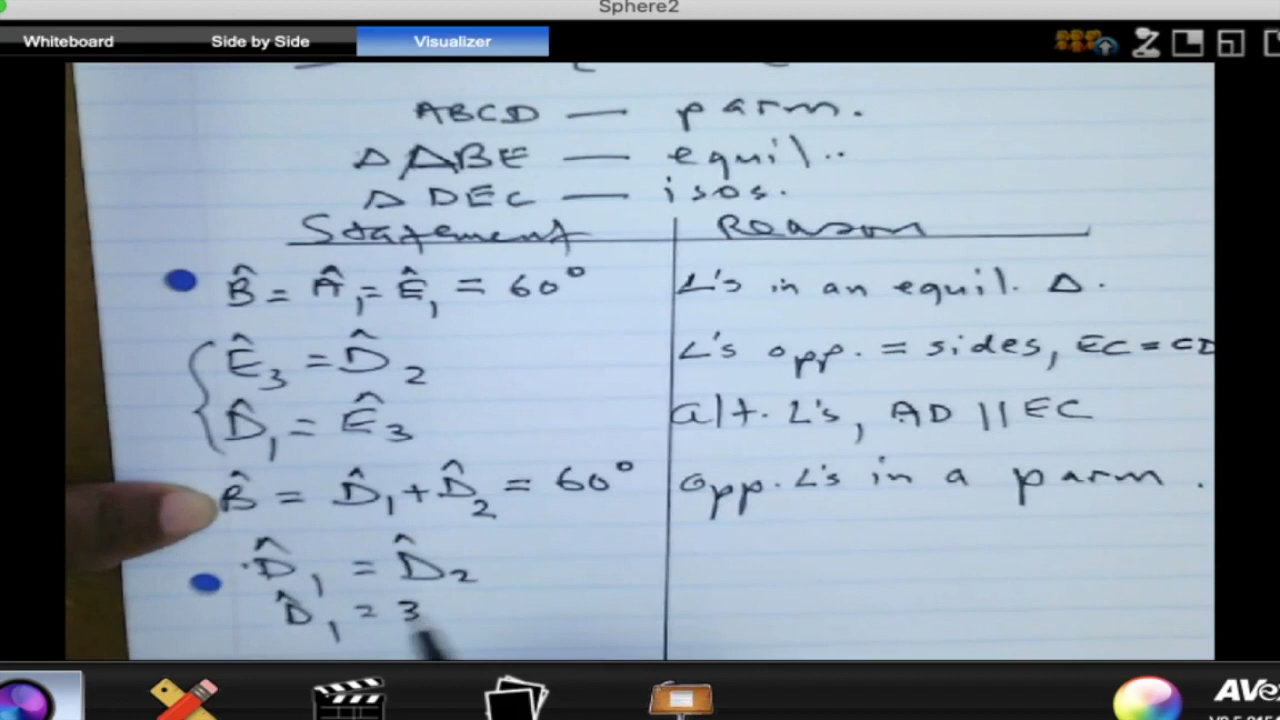 Sphere2
Whiteboard Side by Side Visualizer
ABCD — parm.
Δ ABE — equil..
Δ DEC — isos.
Statement Reason
B̂ = Â₁ = Ê₁ = 60° ∠'s in an equil. Δ.
Ê₃ = D̂₂ ∠'s opp. = sides, EC = CD
D̂₁ = Ê₃ alt. ∠'s, AD || EC
B̂ = D̂₁ + D̂₂ = 60° opp. ∠'s in a parm.
D̂₁ = D̂₂
D̂₁ = 3